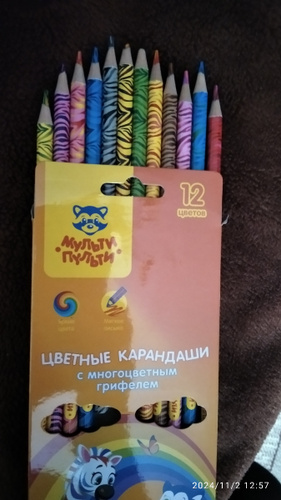 12
цветов
МУЛЬТИ
ПУЛЬТИ
ЦВЕТНЫЕ КАРАНДАШИ
с многоцветным
грифелем
2024/11/2 12:57